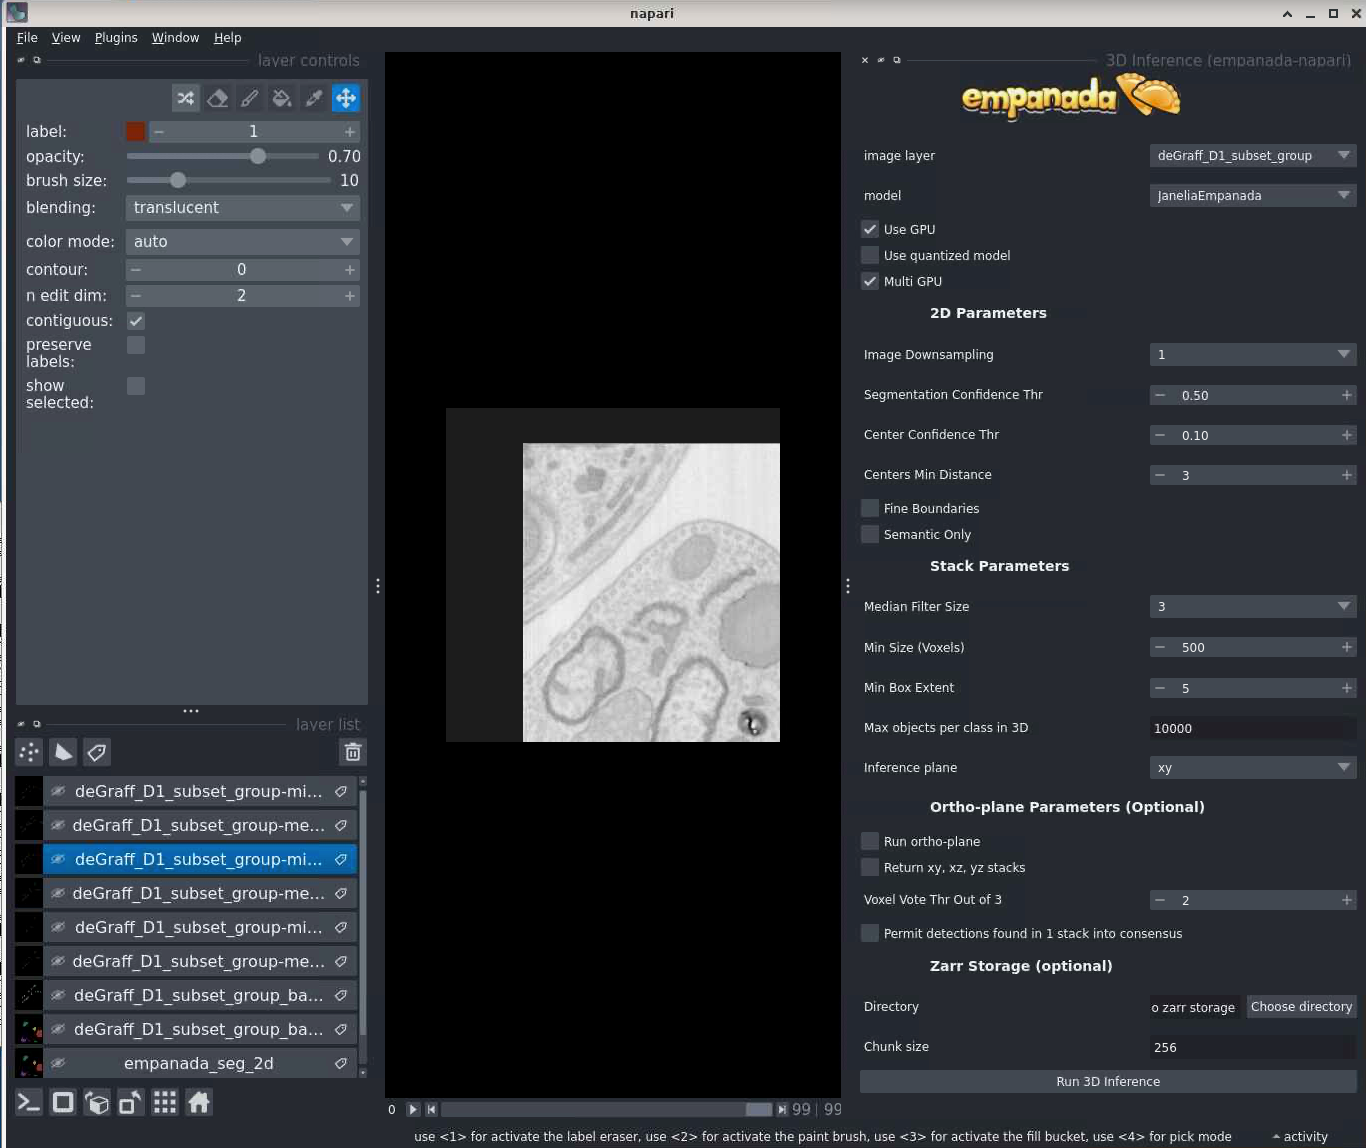 napari
File View Plugins Window Help
layer controls
label: 1
opacity: 0.70
brush size: 10
blending: translucent
color mode: auto
contour: 0
n edit dim: 2
contiguous:
preserve
labels:
show
selected:
layer list
deGraff_D1_subset_group-mi...
deGraff_D1_subset_group-me...
deGraff_D1_subset_group-mi...
deGraff_D1_subset_group-me...
deGraff_D1_subset_group-mi...
deGraff_D1_subset_group-me...
deGraff_D1_subset_group_ba...
deGraff_D1_subset_group_ba...
empanada_seg_2d
0 99 | 99
3D Inference (empanada-napari)
empanada
image layer deGraff_D1_subset_group
model JaneliaEmpanada
Use GPU
Use quantized model
Multi GPU
2D Parameters
Image Downsampling 1
Segmentation Confidence Thr 0.50
Center Confidence Thr 0.10
Centers Min Distance 3
Fine Boundaries
Semantic Only
Stack Parameters
Median Filter Size 3
Min Size (Voxels) 500
Min Box Extent 5
Max objects per class in 3D 10000
Inference plane xy
Ortho-plane Parameters (Optional)
Run ortho-plane
Return xy, xz, yz stacks
Voxel Vote Thr Out of 3 2
Permit detections found in 1 stack into consensus
Zarr Storage (optional)
Directory o zarr storage Choose directory
Chunk size 256
Run 3D Inference
use <1> for activate the label eraser, use <2> for activate the paint brush, use <3> for activate the fill bucket, use <4> for pick mode activity